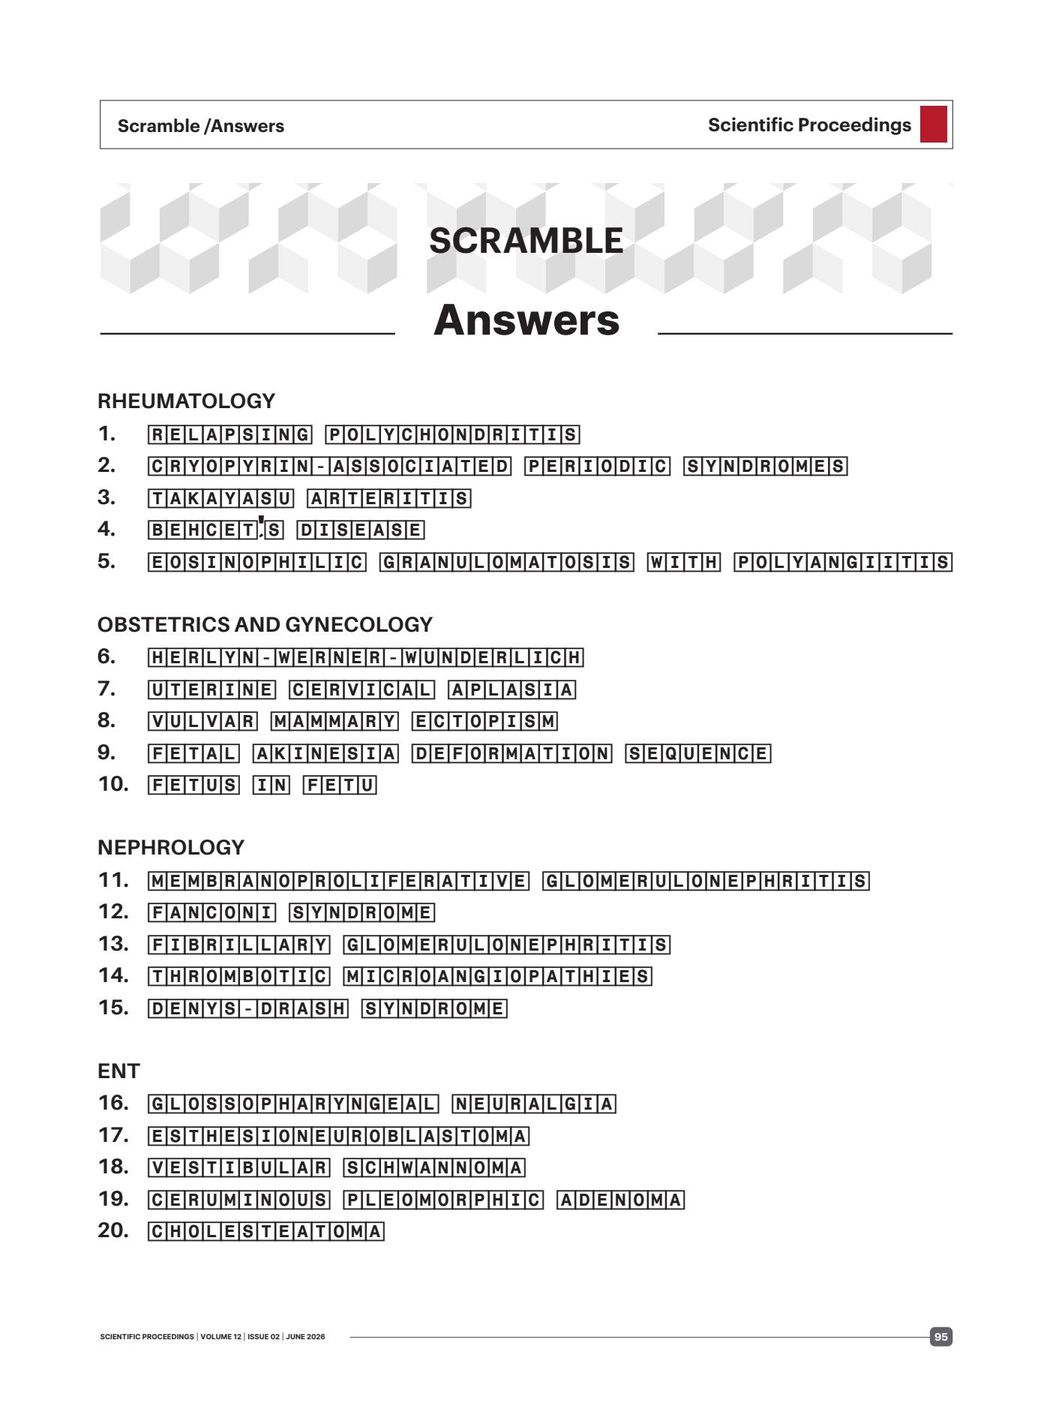 Scramble /Answers
Scientific Proceedings
SCRAMBLE
Answers
RHEUMATOLOGY
1. RELAPSING POLYCHONDRITIS
2. CRYOPYRIN-ASSOCIATED PERIODIC SYNDROMES
3. TAKAYASU ARTERITIS
4. BEHCET'S DISEASE
5. EOSINOPHILIC GRANULOMATOSIS WITH POLYANGIITIS
OBSTETRICS AND GYNECOLOGY
6. HERLYN-WERNER-WUNDERLICH
7. UTERINE CERVICAL APLASIA
8. VULVAR MAMMARY ECTOPISM
9. FETAL AKINESIA DEFORMATION SEQUENCE
10. FETUS IN FETU
NEPHROLOGY
11. MEMBRANOPROLIFERATIVE GLOMERULONEPHRITIS
12. FANCONI SYNDROME
13. FIBRILLARY GLOMERULONEPHRITIS
14. THROMBOTIC MICROANGIOPATHIES
15. DENYS-DRASH SYNDROME
ENT
16. GLOSSOPHARYNGEAL NEURALGIA
17. ESTHESIONEUROBLASTOMA
18. VESTIBULAR SCHWANNOMA
19. CERUMINOUS PLEOMORPHIC ADENOMA
20. CHOLESTEATOMA
SCIENTIFIC PROCEEDINGS | VOLUME 12 | ISSUE 02 | JUNE 2026
95